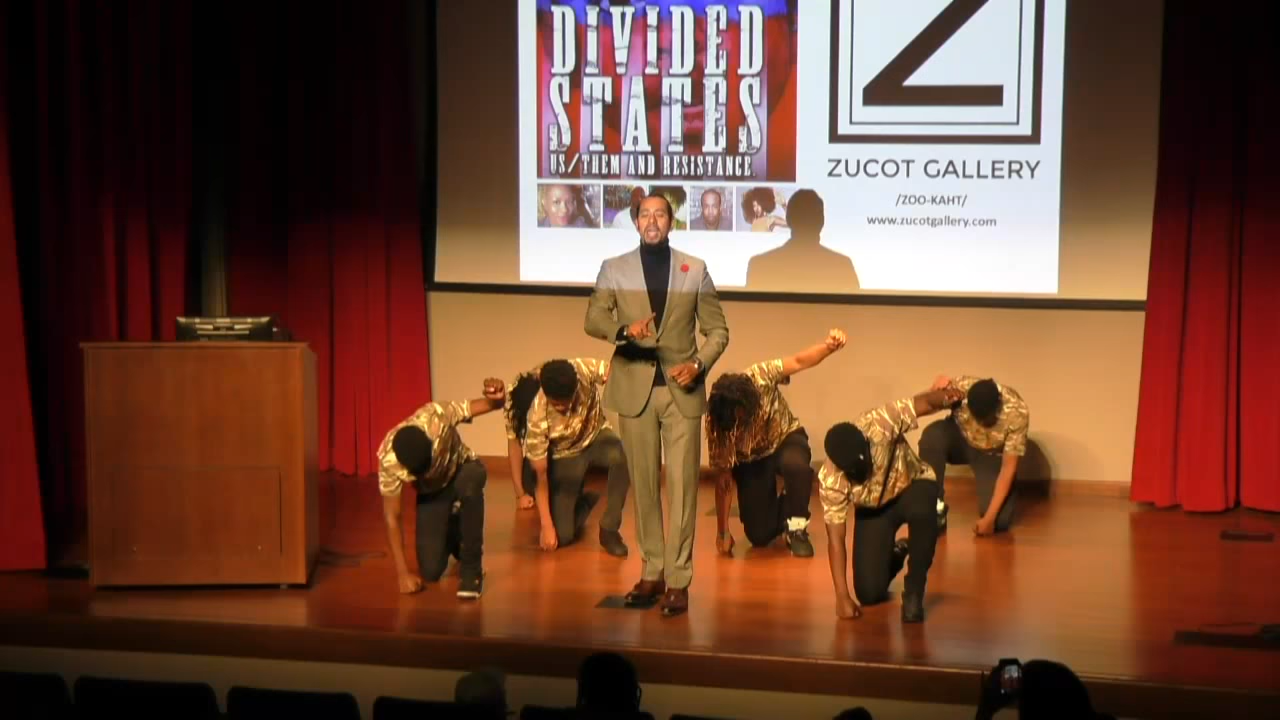 DIVIDED
STATES
US/THEM AND RESISTANCE
Z
ZUCOT GALLERY
/ZOO-KAHT/
www.zucotgallery.com